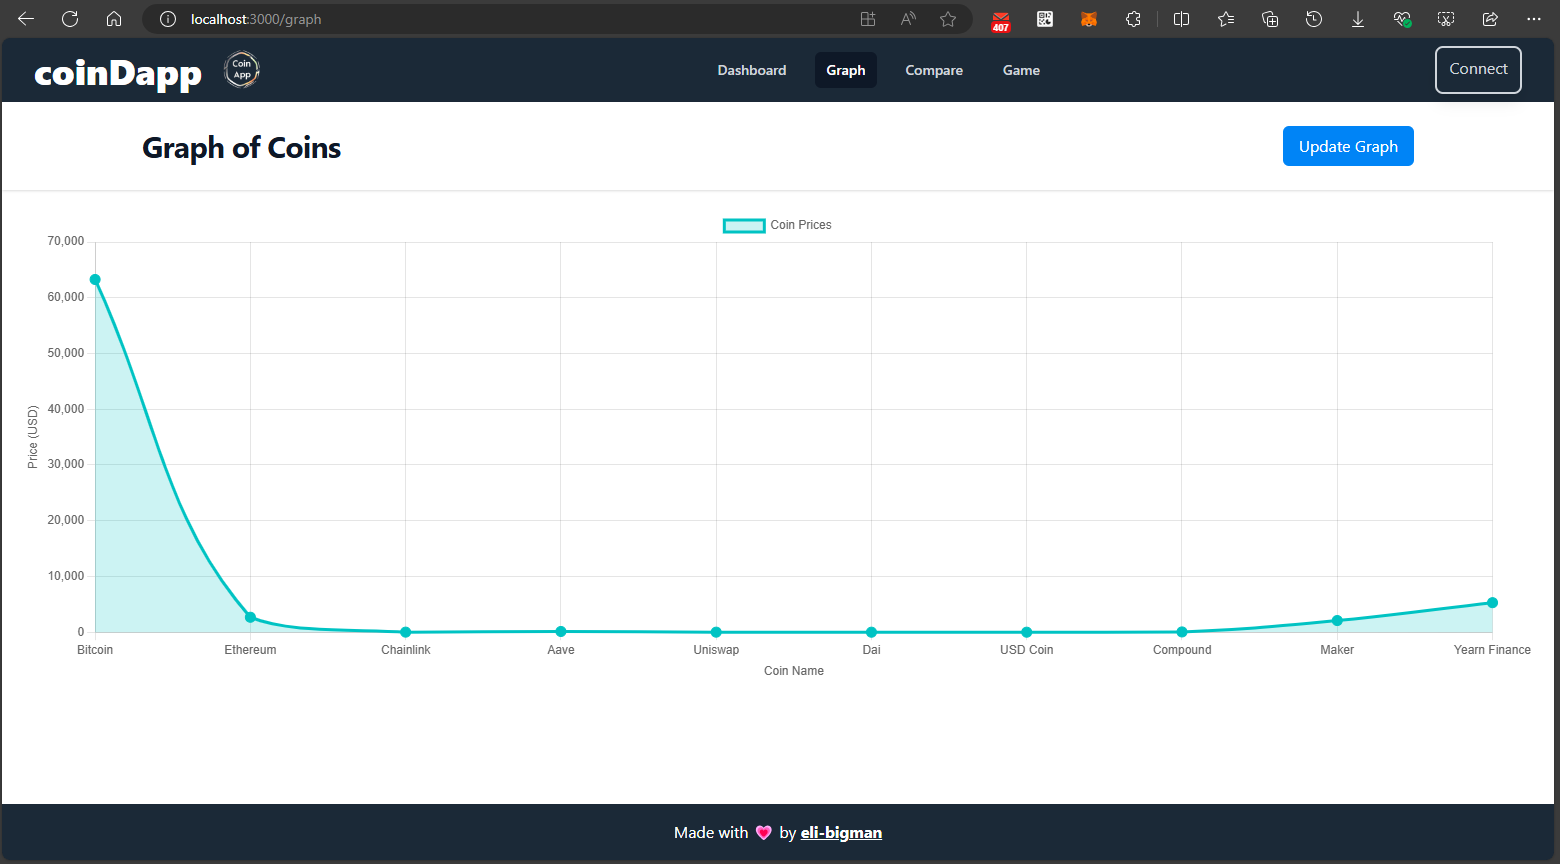 localhost:3000/graph
407
coinDapp
Coin
App
Dashboard
Graph
Compare
Game
Connect
Graph of Coins
Update Graph
Coin Prices
70,000
60,000
50,000
40,000
30,000
20,000
10,000
0
Price (USD)
Bitcoin
Ethereum
Chainlink
Aave
Uniswap
Dai
USD Coin
Compound
Maker
Yearn Finance
Coin Name
Made with 💗 by eli-bigman